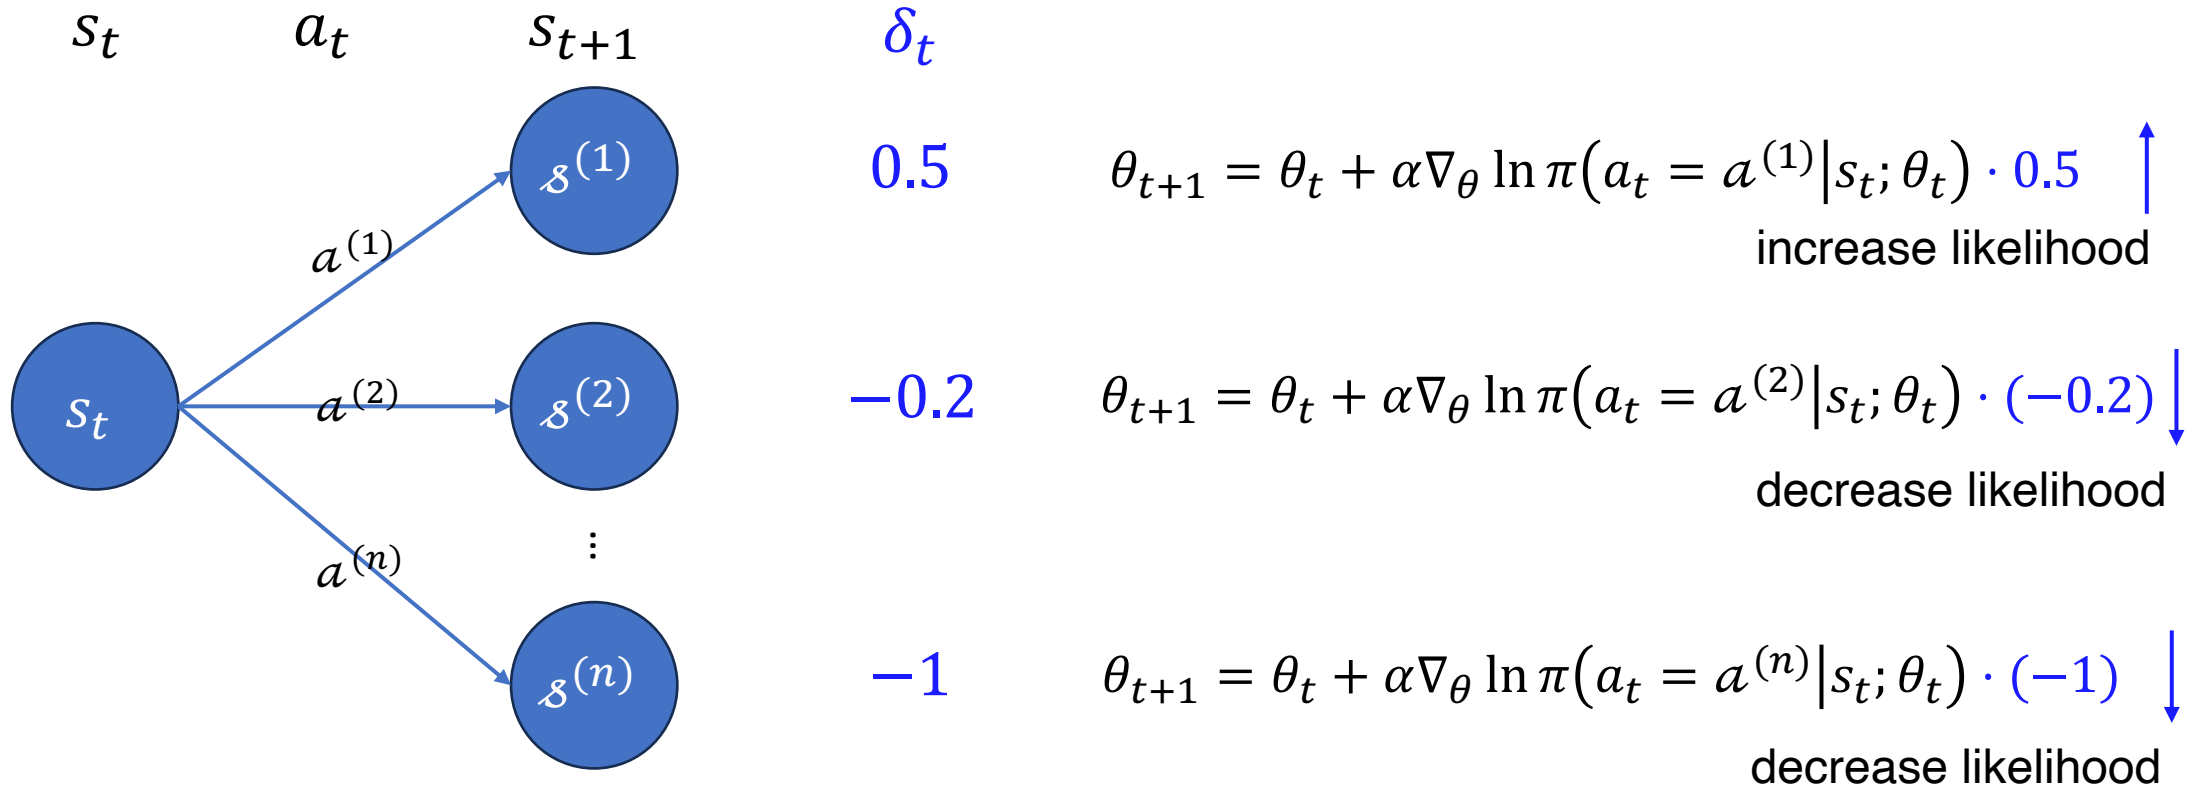 s_t a_t s_{t+1} δ_t
𝓈^{(1)} 0.5 θ_{t+1} = θ_t + α∇_θ ln π(a_t = 𝒶^{(1)}|s_t; θ_t) · 0.5
increase likelihood
𝒶^{(1)}
s_t 𝒶^{(2)} 𝓈^{(2)} −0.2 θ_{t+1} = θ_t + α∇_θ ln π(a_t = 𝒶^{(2)}|s_t; θ_t) · (−0.2)
decrease likelihood
⋮
𝒶^{(n)}
𝓈^{(n)} −1 θ_{t+1} = θ_t + α∇_θ ln π(a_t = 𝒶^{(n)}|s_t; θ_t) · (−1)
decrease likelihood